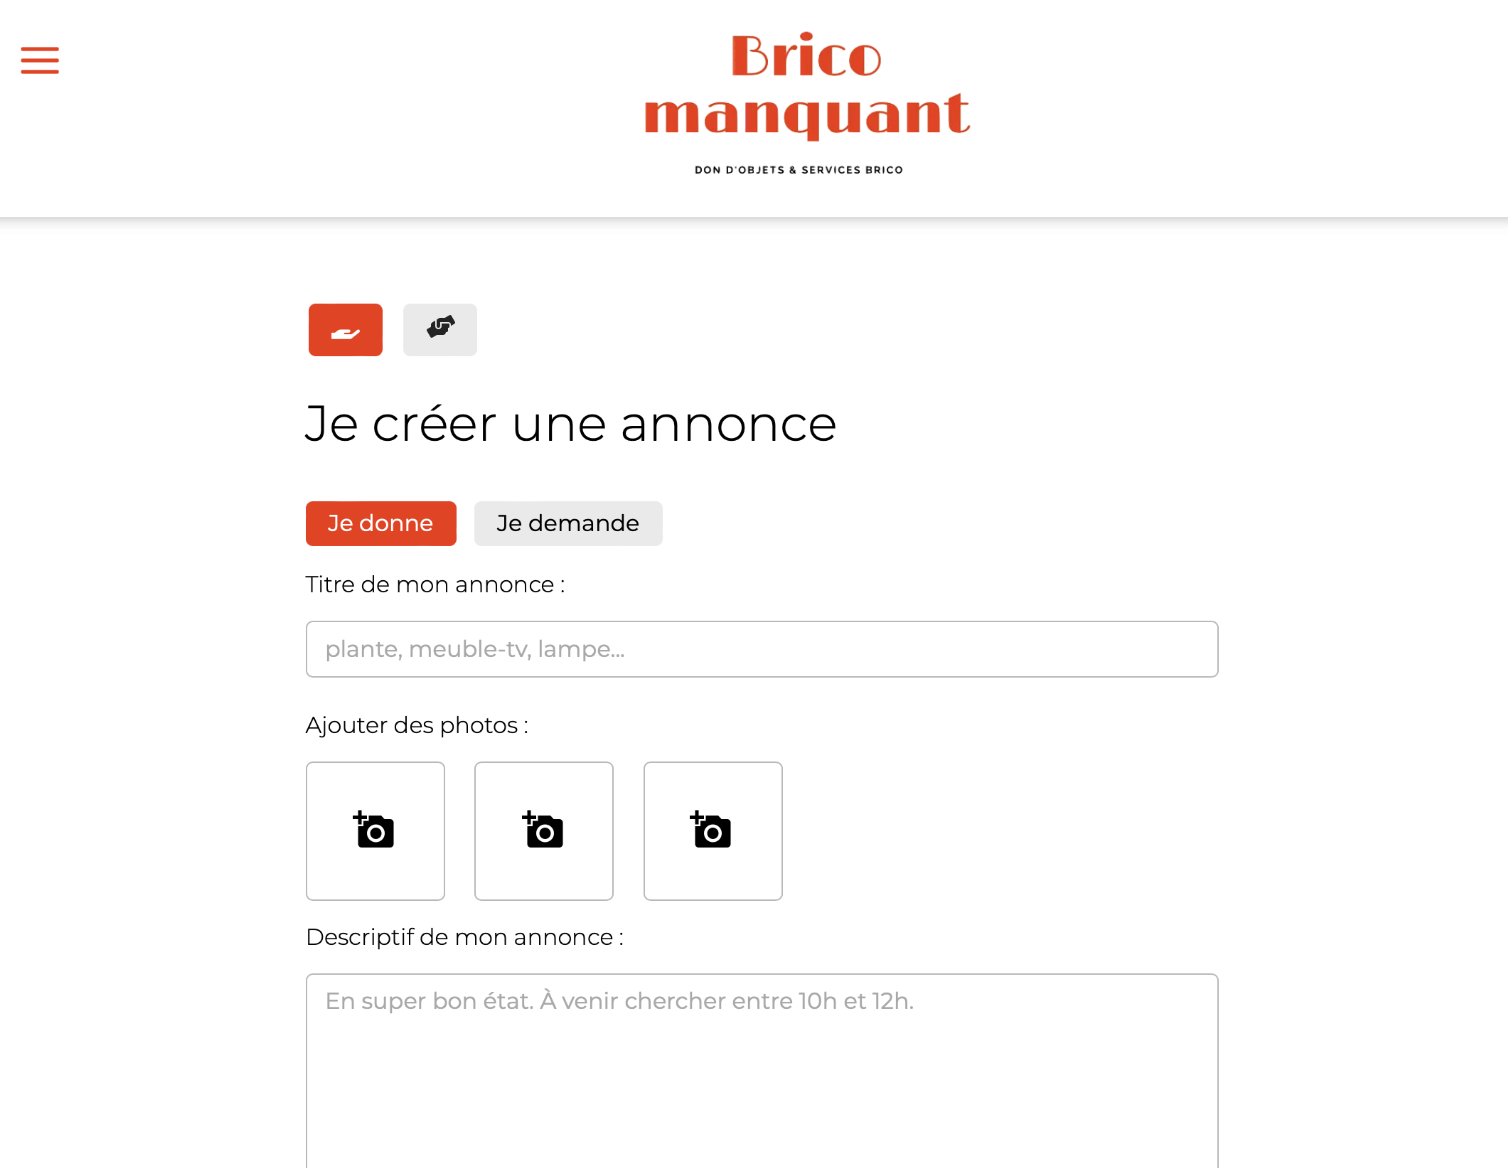 Brico
manquant
DON D'OBJETS & SERVICES BRICO
Je créer une annonce
Je donne
Je demande
Titre de mon annonce :
plante, meuble-tv, lampe...
Ajouter des photos :
Descriptif de mon annonce :
En super bon état. À venir chercher entre 10h et 12h.